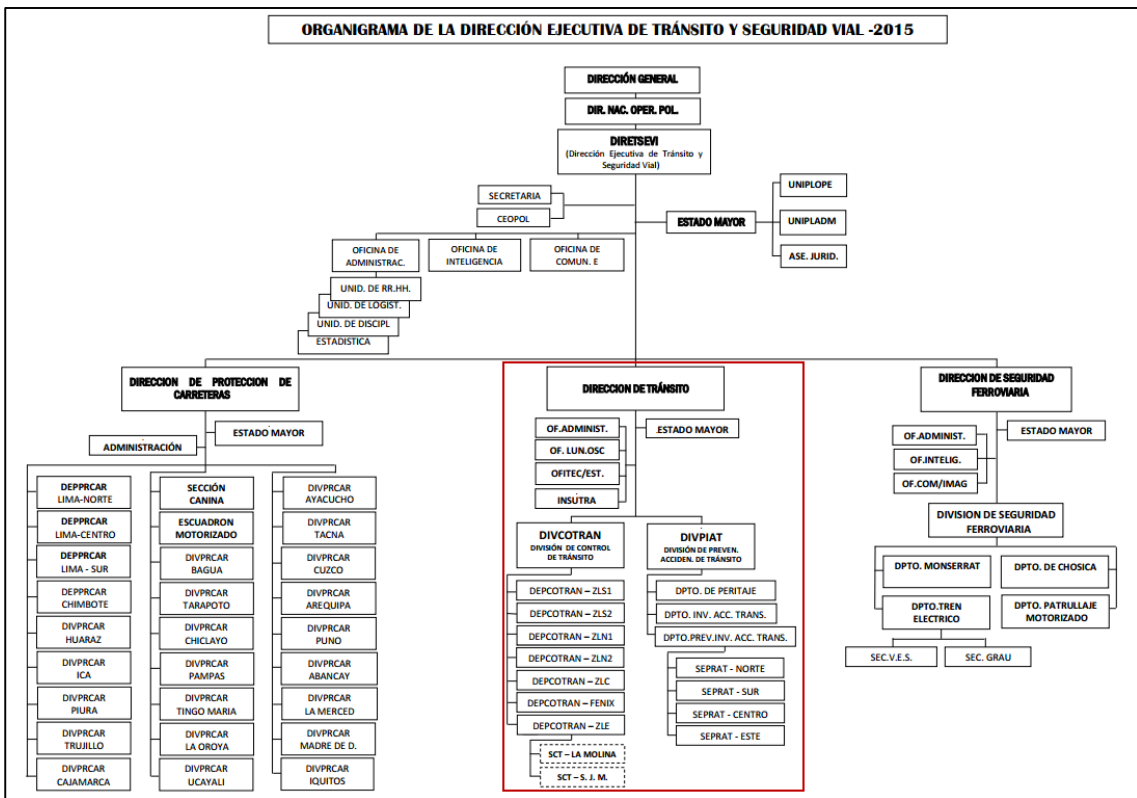 ORGANIGRAMA DE LA DIRECCIÓN EJECUTIVA DE TRÁNSITO Y SEGURIDAD VIAL -2015
DIRECCIÓN GENERAL
DIR. NAC. OPER. POL.
DIRETSEVI
(Dirección Ejecutiva de Tránsito y
Seguridad Vial)
SECRETARIA
CEOPOL
ESTADO MAYOR
UNIPLOPE
UNIPLADM
ASE. JURID.
OFICINA DE
ADMINISTRAC.
OFICINA DE
INTELIGENCIA
OFICINA DE
COMUN. E
UNID. DE RR.HH.
UNID. DE LOGIST.
UNID. DE DISCIPL
ESTADISTICA
DIRECCION DE PROTECCION DE
CARRETERAS
ESTADO MAYOR
ADMINISTRACIÓN
DEPPRCAR
LIMA-NORTE
DEPPRCAR
LIMA-CENTRO
DEPPRCAR
LIMA - SUR
DEPPRCAR
CHIMBOTE
DIVPRCAR
HUARAZ
DIVPRCAR
ICA
DIVPRCAR
PIURA
DIVPRCAR
TRUJILLO
DIVPRCAR
CAJAMARCA
SECCIÓN
CANINA
ESCUADRON
MOTORIZADO
DIVPRCAR
BAGUA
DIVPRCAR
TARAPOTO
DIVPRCAR
CHICLAYO
DIVPRCAR
PAMPAS
DIVPRCAR
TINGO MARIA
DIVPRCAR
LA OROYA
DIVPRCAR
UCAYALI
DIVPRCAR
AYACUCHO
DIVPRCAR
TACNA
DIVPRCAR
CUZCO
DIVPRCAR
AREQUIPA
DIVPRCAR
PUNO
DIVPRCAR
ABANCAY
DIVPRCAR
LA MERCED
DIVPRCAR
MADRE DE D.
DIVPRCAR
IQUITOS
DIRECCION DE TRÁNSITO
OF.ADMINIST.
OF. LUN.OSC
OFITEC/EST.
INSUTRA
.ESTADO MAYOR
DIVCOTRAN
DIVISIÓN DE CONTROL
DE TRÁNSITO
DEPCOTRAN – ZLS1
DEPCOTRAN – ZLS2
DEPCOTRAN – ZLN1
DEPCOTRAN – ZLN2
DEPCOTRAN – ZLC
DEPCOTRAN – FENIX
DEPCOTRAN – ZLE
SCT – LA MOLINA
SCT – S. J. M.
DIVPIAT
DIVISIÓN DE PREVEN.
ACCIDEN. DE TRÁNSITO
DPTO. DE PERITAJE
DPTO. INV. ACC. TRANS.
DPTO.PREV.INV. ACC. TRANS.
SEPRAT - NORTE
SEPRAT - SUR
SEPRAT - CENTRO
SEPRAT - ESTE
DIRECCION DE SEGURIDAD
FERROVIARIA
OF.ADMINIST.
OF.INTELIG.
OF.COM/IMAG
ESTADO MAYOR
DIVISION DE SEGURIDAD
FERROVIARIA
DPTO. MONSERRAT
DPTO. DE CHOSICA
DPTO.TREN
ELECTRICO
DPTO. PATRULLAJE
MOTORIZADO
SEC.V.E.S.
SEC. GRAU